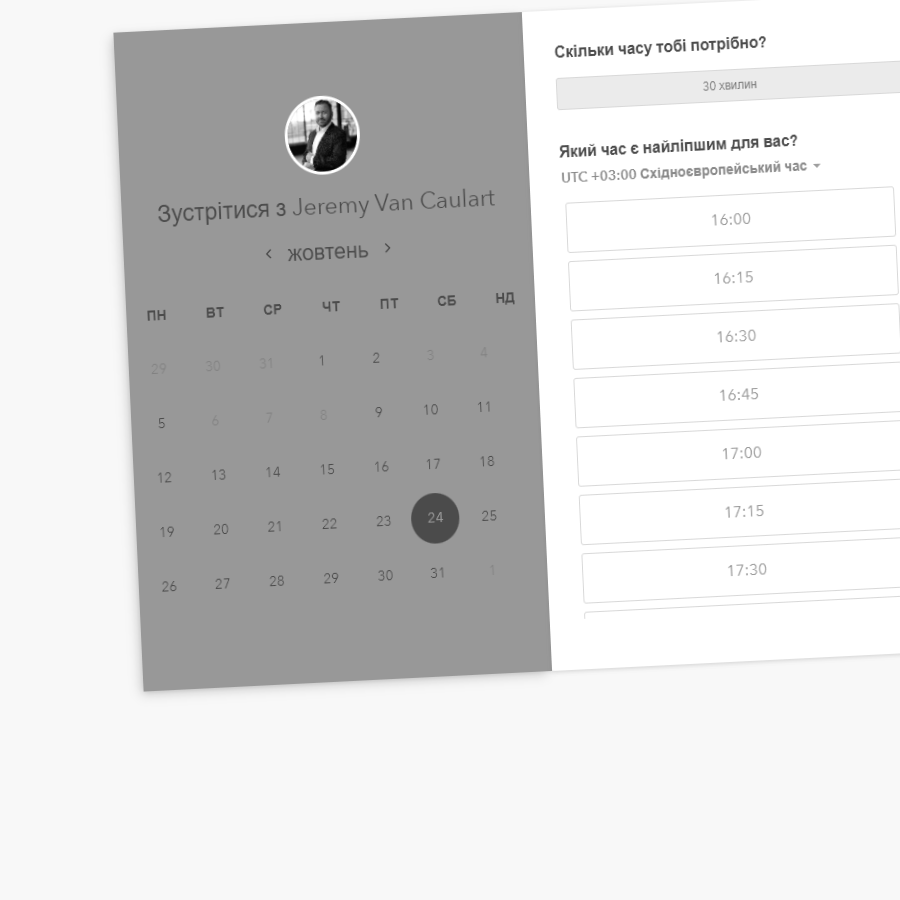 Зустрітися з Jeremy Van Caulart
‹ жовтень ›
ПН ВТ СР ЧТ ПТ СБ НД
29 30 31 1 2 3 4
5 6 7 8 9 10 11
12 13 14 15 16 17 18
19 20 21 22 23 24 25
26 27 28 29 30 31 1
Скільки часу тобі потрібно?
30 хвилин
Який час є найліпшим для вас?
UTC +03:00 Східноєвропейський час
16:00
16:15
16:30
16:45
17:00
17:15
17:30